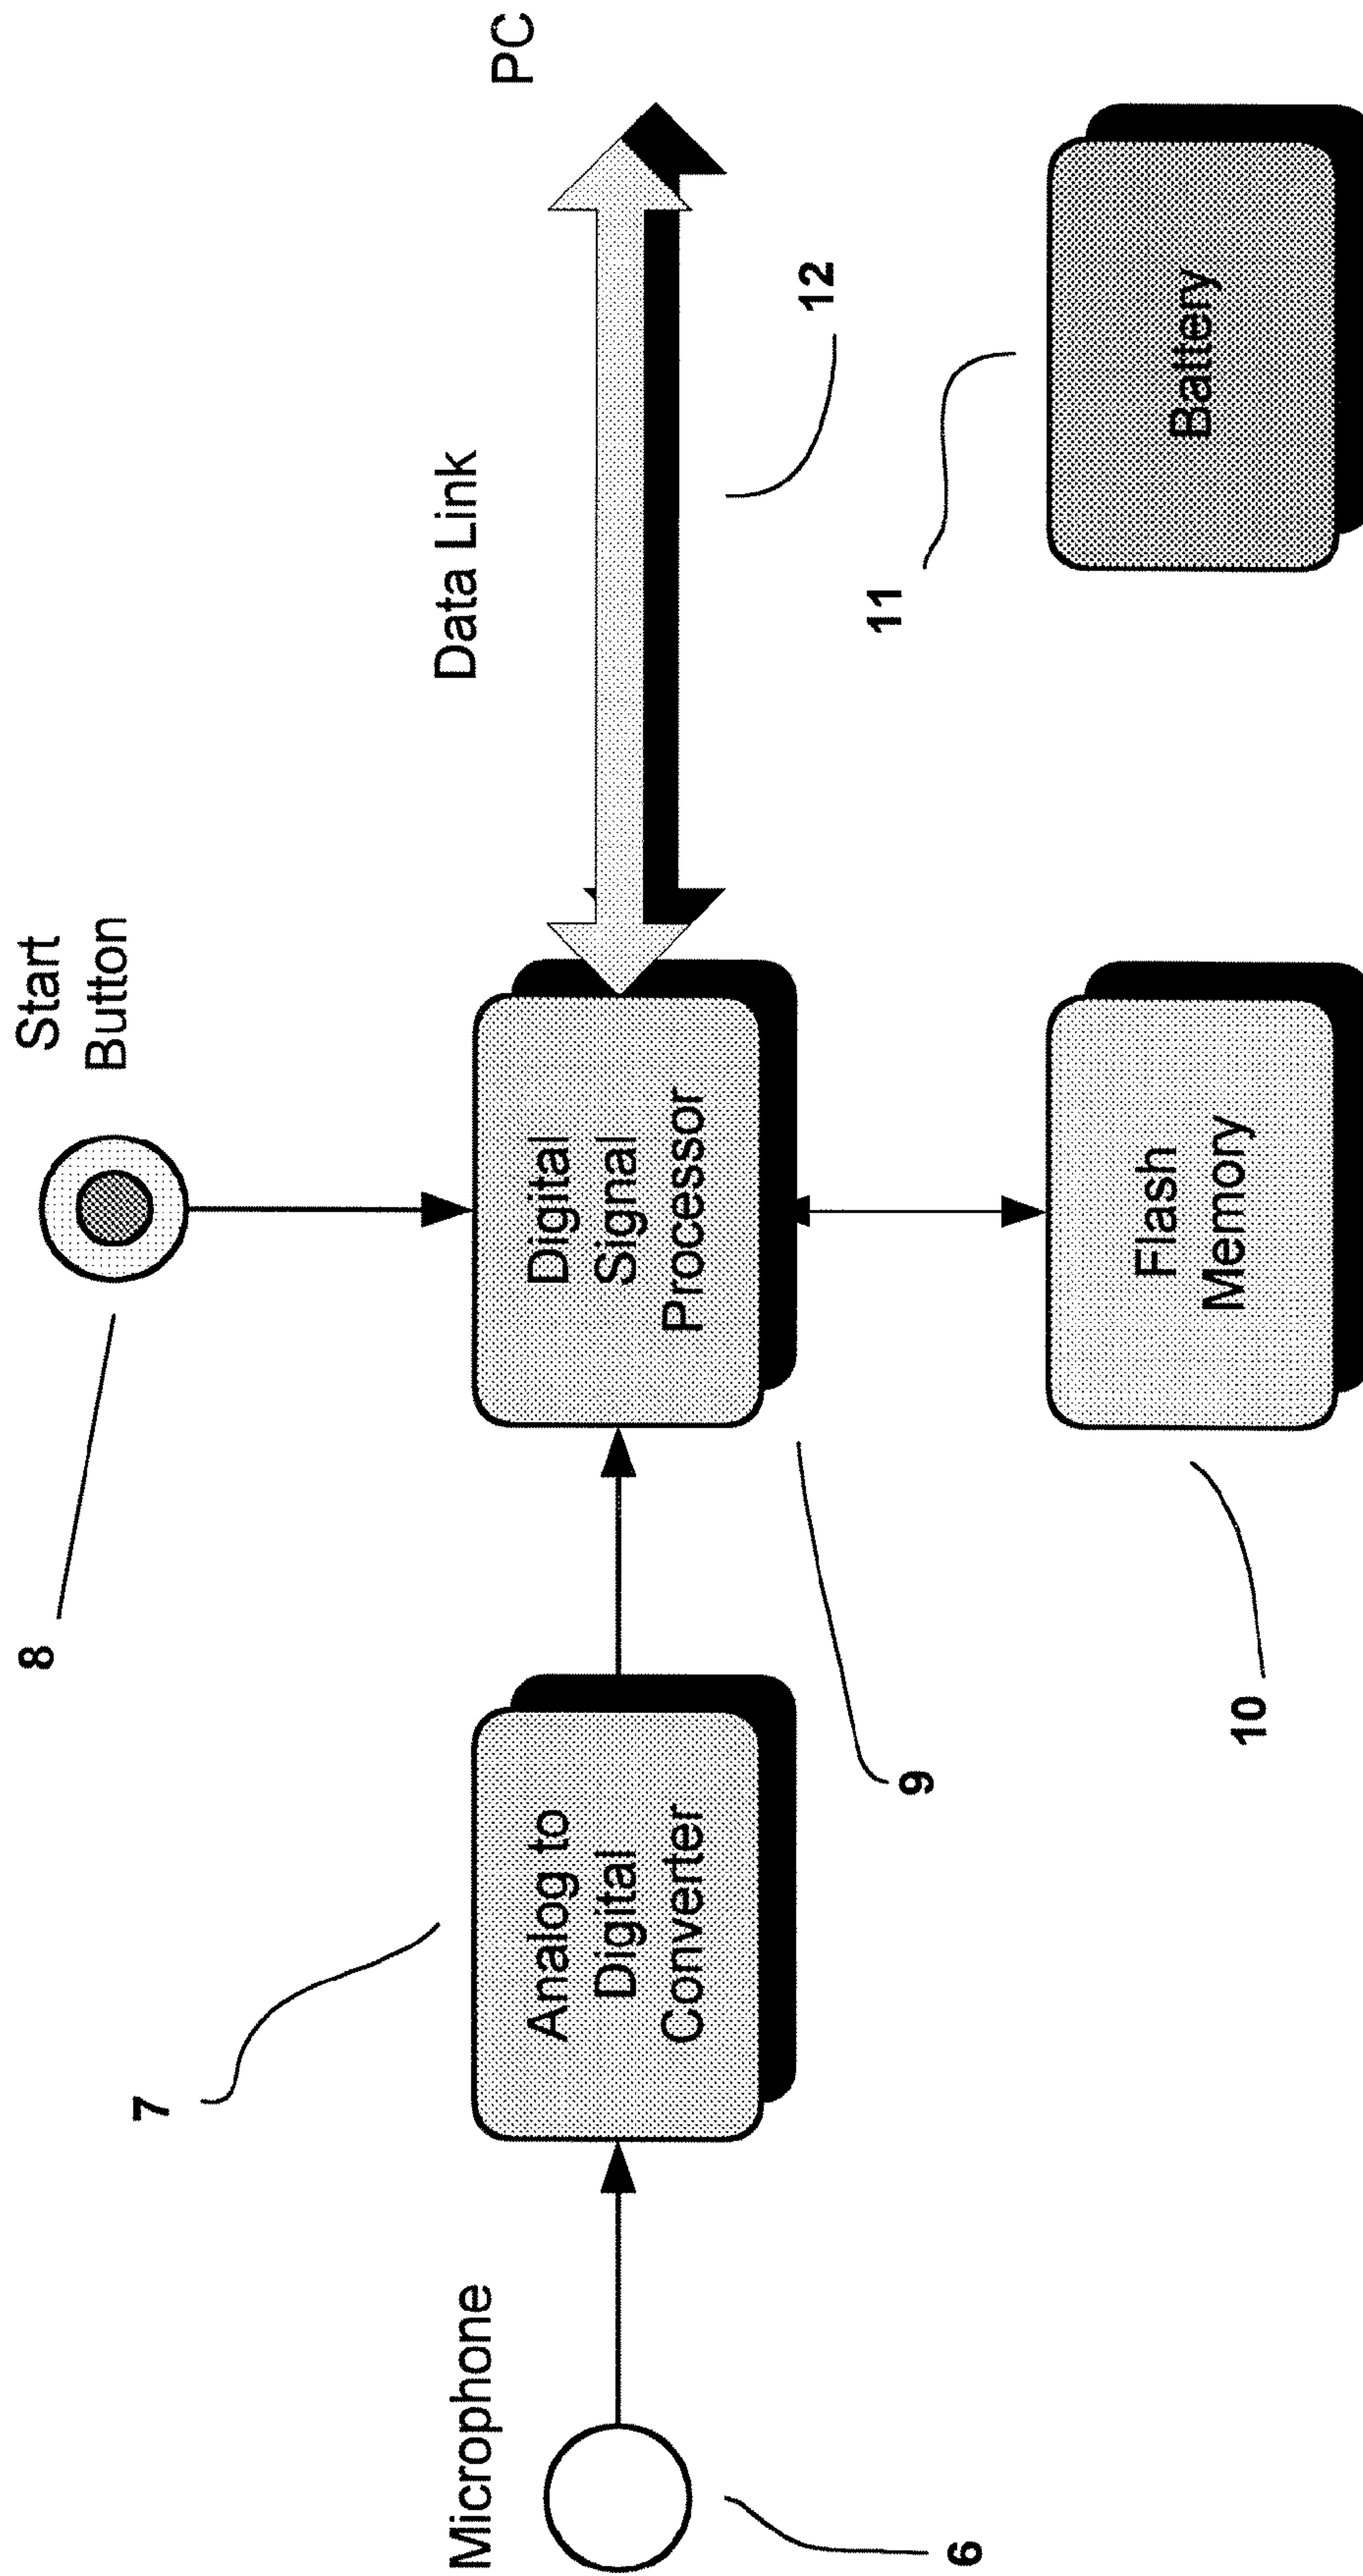 Start
Button
8
Microphone
Data Link
PC
7
Analog to
Digital
Converter
Digital
Signal
Processor
12
6
9
11
10
Flash
Memory
Battery